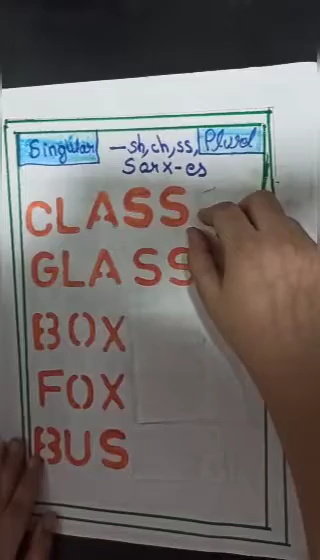 Singular -sh, ch, ss, Plural
S or x - es
CLASS
GLASS
BOX
FOX
BUS